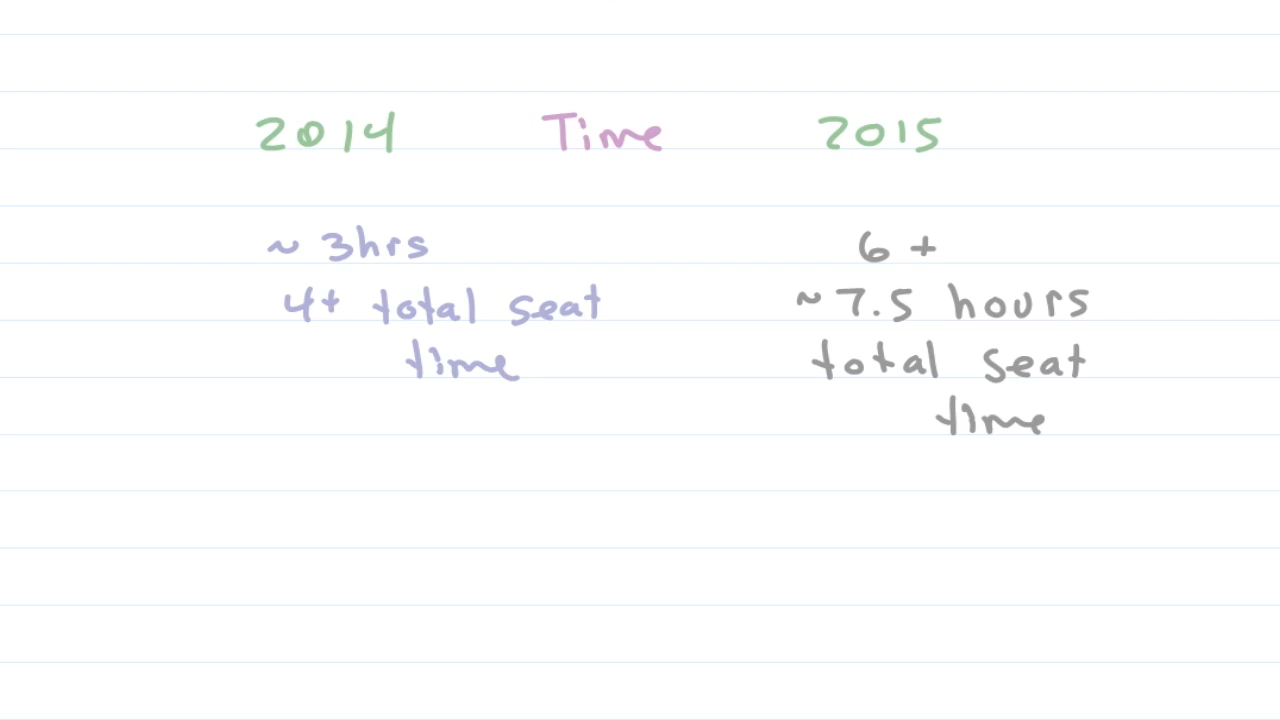 2014 Time 2015
~ 3hrs
4+ total seat
time
6 +
~ 7.5 hours
total seat
time